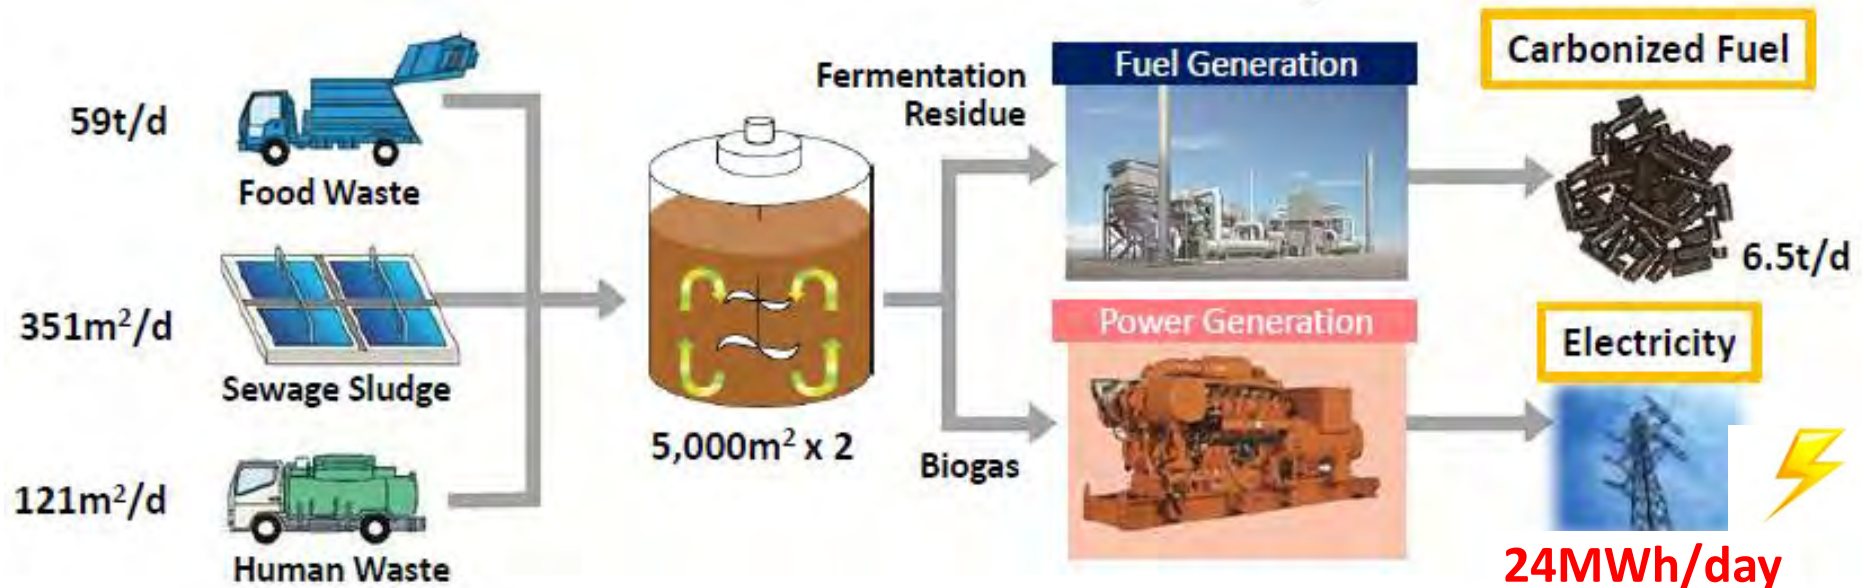 59t/d
Food Waste
351m²/d
Sewage Sludge
121m²/d
Human Waste
5,000m² x 2
Fermentation
Residue
Biogas
Fuel Generation
Power Generation
Carbonized Fuel
6.5t/d
Electricity
24MWh/day